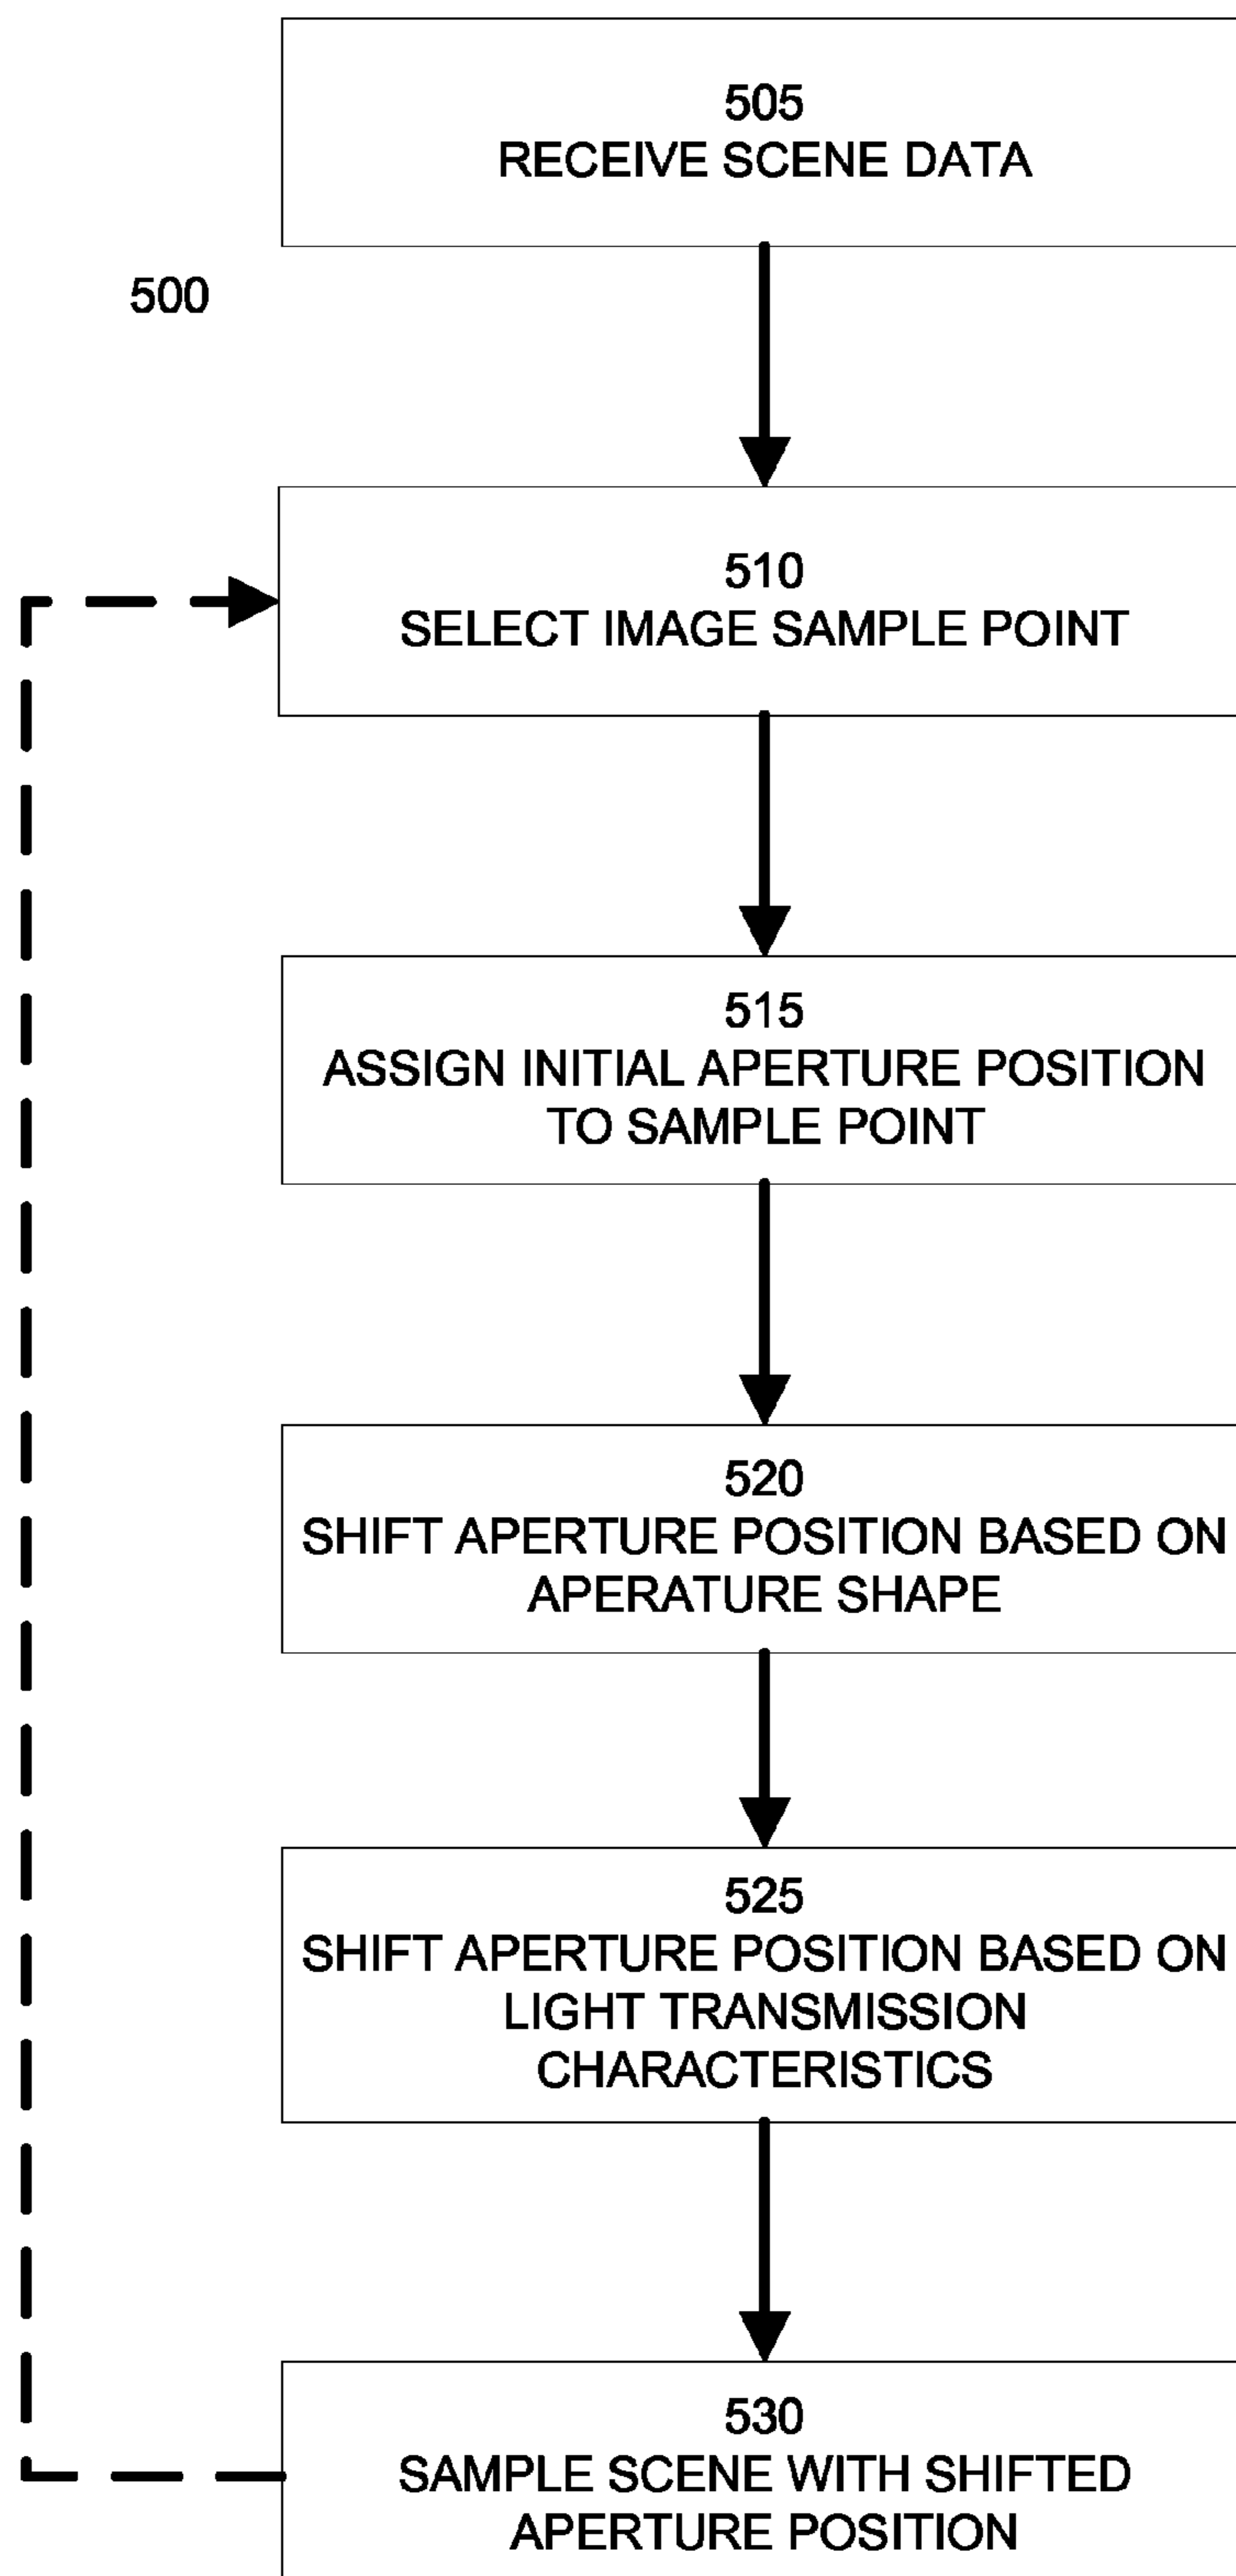 505
RECEIVE SCENE DATA
500
510
SELECT IMAGE SAMPLE POINT
515
ASSIGN INITIAL APERTURE POSITION
TO SAMPLE POINT
520
SHIFT APERTURE POSITION BASED ON
APERATURE SHAPE
525
SHIFT APERTURE POSITION BASED ON
LIGHT TRANSMISSION
CHARACTERISTICS
530
SAMPLE SCENE WITH SHIFTED
APERTURE POSITION